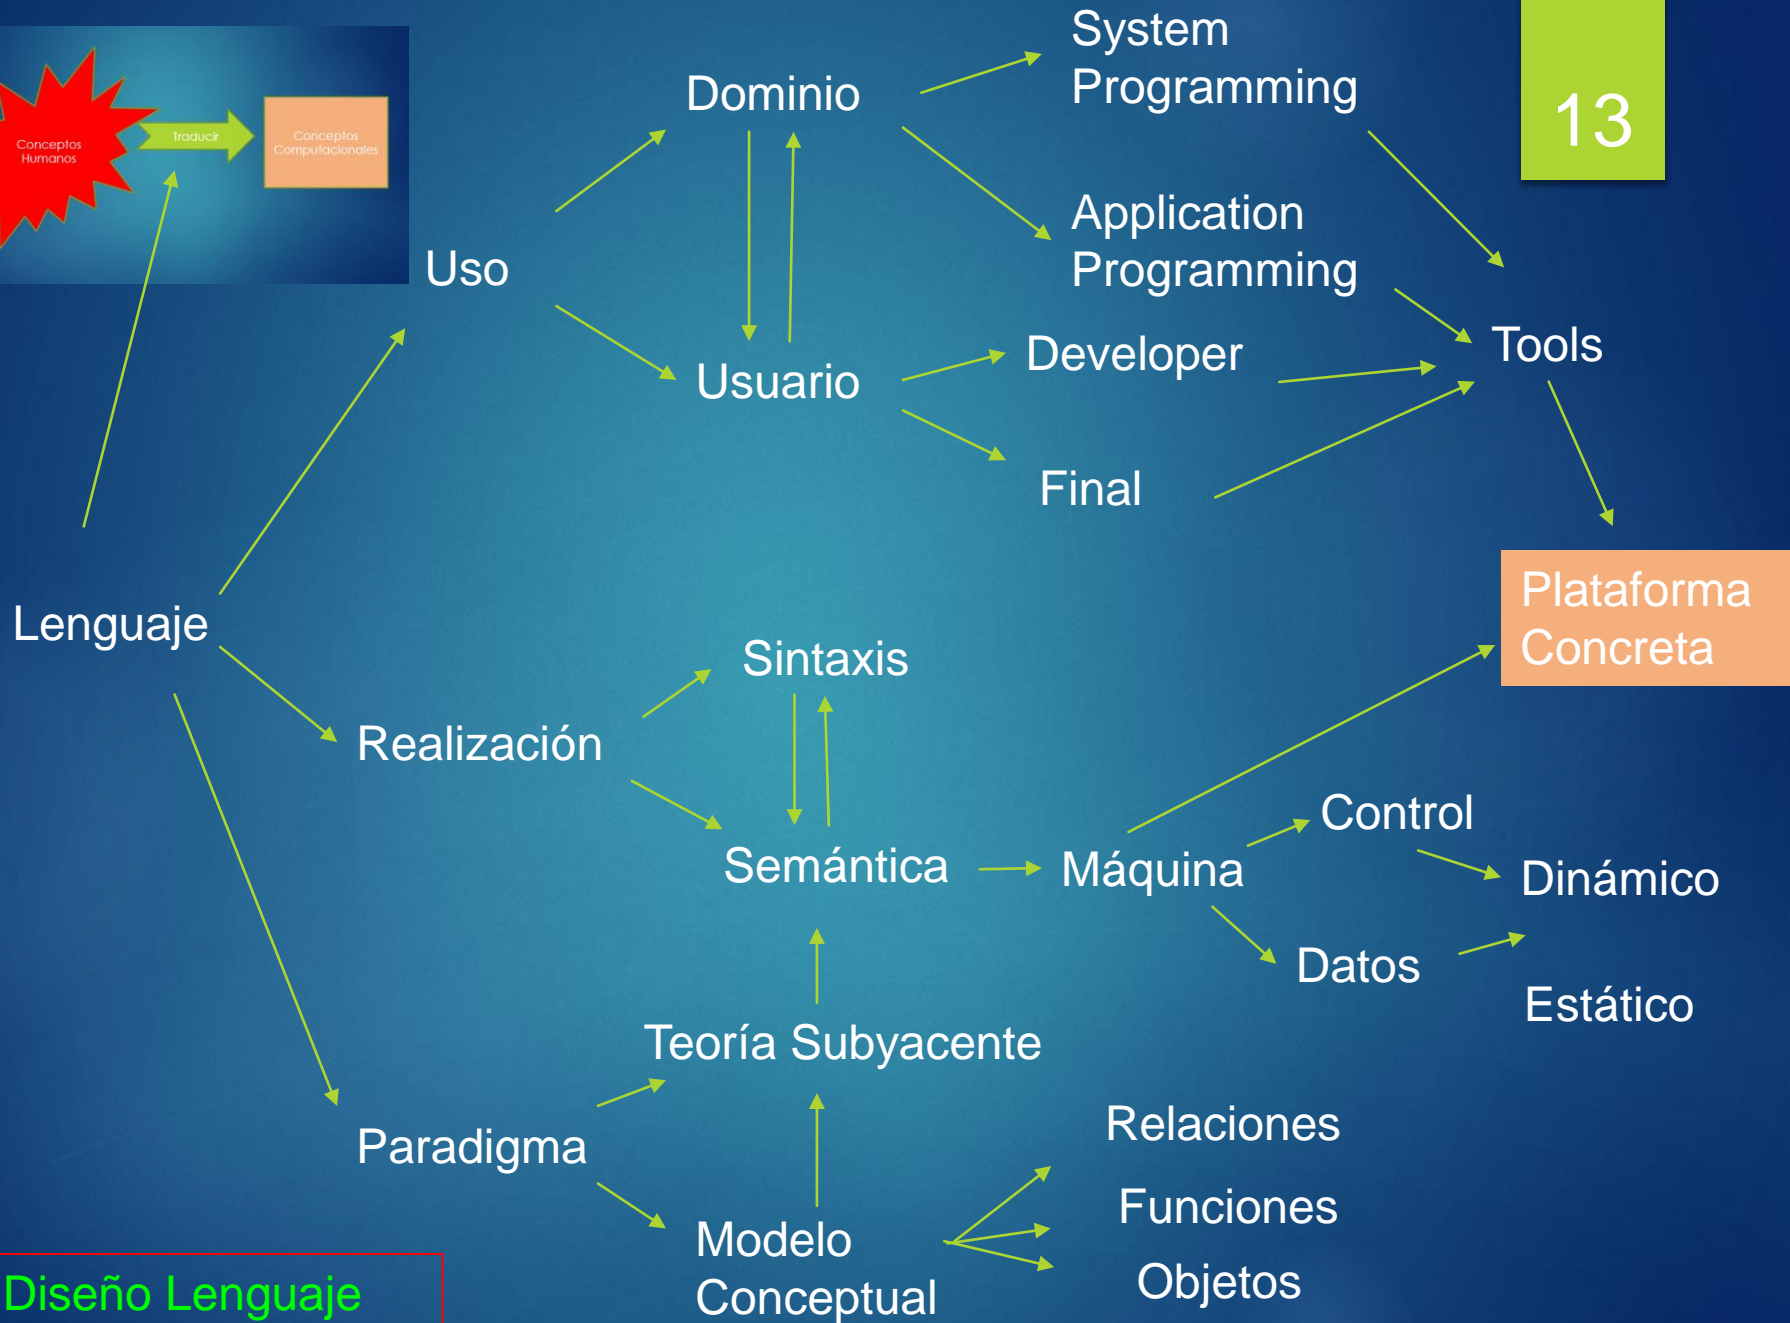 Conceptos
Humanos
Traducir
Conceptos
Computacionales
13
System
Programming
Dominio
Application
Programming
Uso
Tools
Developer
Usuario
Final
Plataforma
Concreta
Lenguaje
Sintaxis
Realización
Control
Semántica
Máquina
Dinámico
Datos
Estático
Teoría Subyacente
Relaciones
Paradigma
Funciones
Modelo
Conceptual
Objetos
Diseño Lenguaje